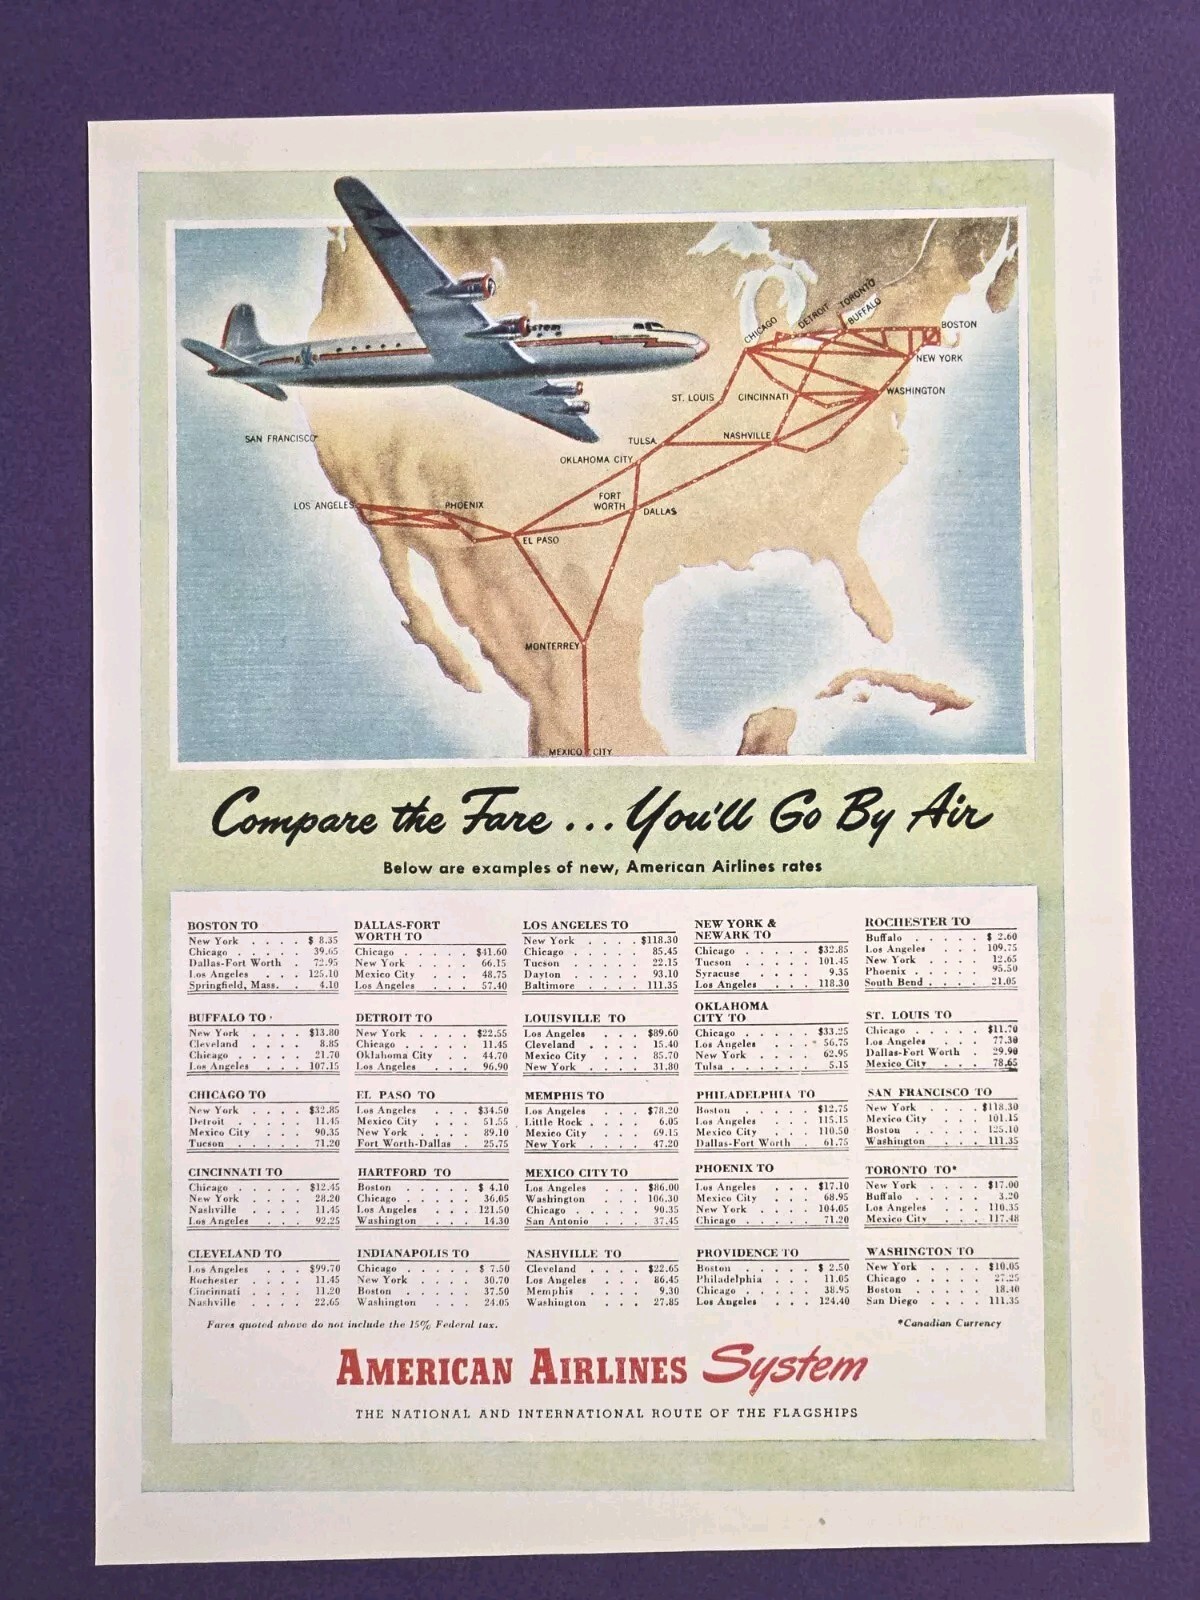 A A
stem
A A
TORONTO
DETROIT
BUFFALO
CHICAGO
BOSTON
NEW YORK
WASHINGTON
ST. LOUIS
CINCINNATI
SAN FRANCISCO
TULSA
NASHVILLE
OKLAHOMA CITY
LOS ANGELES
PHOENIX
FORT
WORTH
DALLAS
EL PASO
MONTERREY
MEXICO CITY
Compare the Fare ... You'll Go By Air
Below are examples of new, American Airlines rates
BOSTON TO
New York . . . . $ 8.35
Chicago . . . . 39.65
Dallas-Fort Worth . 72.95
Los Angeles . . . 125.10
Springfield, Mass. . 4.10
DALLAS-FORT
WORTH TO
Chicago . . . . . $41.60
New York . . . . 66.15
Mexico City . . . 48.75
Los Angeles . . . 57.40
LOS ANGELES TO
New York . . . . $118.30
Chicago . . . . . 85.45
Tucson . . . . . 22.15
Dayton . . . . . 93.10
Baltimore . . . . 111.35
NEW YORK &
NEWARK TO
Chicago . . . . . $32.85
Tucson . . . . . 101.45
Syracuse . . . . 9.35
Los Angeles . . . 118.30
ROCHESTER TO
Buffalo . . . . . $ 2.60
Los Angeles . . . 109.75
New York . . . . 12.65
Phoenix . . . . . 95.50
South Bend . . . . 21.05
BUFFALO TO
New York . . . . $13.80
Cleveland . . . . 8.85
Chicago . . . . . 21.70
Los Angeles . . . 107.15
DETROIT TO
New York . . . . $22.55
Chicago . . . . . 11.45
Oklahoma City . . 44.70
Los Angeles . . . 96.90
LOUISVILLE TO
Los Angeles . . . $89.60
Cleveland . . . . 15.40
Mexico City . . . 85.70
New York . . . . 31.80
OKLAHOMA
CITY TO
Chicago . . . . . $33.25
Los Angeles . . . 56.75
New York . . . . 62.95
Tulsa . . . . . . 5.15
ST. LOUIS TO
Chicago . . . . . $11.70
Los Angeles . . . 77.30
Dallas-Fort Worth . 29.90
Mexico City . . . 78.65
CHICAGO TO
New York . . . . $32.85
Detroit . . . . . 11.45
Mexico City . . . 90.35
Tucson . . . . . 71.20
EL PASO TO
Los Angeles . . . $34.50
Mexico City . . . 51.55
New York . . . . 89.10
Fort Worth-Dallas . 25.75
MEMPHIS TO
Los Angeles . . . $78.20
Little Rock . . . . 6.05
Mexico City . . . 69.15
New York . . . . 47.20
PHILADELPHIA TO
Boston . . . . . $12.75
Los Angeles . . . 115.15
Mexico City . . . 110.50
Dallas-Fort Worth . 61.75
SAN FRANCISCO TO
New York . . . . $118.30
Mexico City . . . 101.15
Boston . . . . . 125.10
Washington . . . 111.35
CINCINNATI TO
Chicago . . . . . $12.45
New York . . . . 28.20
Nashville . . . . 11.45
Los Angeles . . . 92.25
HARTFORD TO
Boston . . . . . $ 4.10
Chicago . . . . . 36.05
Los Angeles . . . 121.50
Washington . . . 14.30
MEXICO CITY TO
Los Angeles . . . $86.00
Washington . . . 106.30
Chicago . . . . . 90.35
San Antonio . . . 37.45
PHOENIX TO
Los Angeles . . . $17.10
Mexico City . . . 68.95
New York . . . . 104.05
Chicago . . . . . 71.20
TORONTO TO*
New York . . . . $17.00
Buffalo . . . . . 3.20
Los Angeles . . . 110.35
Mexico City . . . 117.48
CLEVELAND TO
Los Angeles . . . $99.70
Rochester . . . . 11.45
Cincinnati . . . . 11.20
Nashville . . . . 22.65
INDIANAPOLIS TO
Chicago . . . . . $ 7.50
New York . . . . 30.70
Boston . . . . . 37.50
Washington . . . 24.05
NASHVILLE TO
Cleveland . . . . $22.65
Los Angeles . . . 86.45
Memphis . . . . 9.30
Washington . . . 27.85
PROVIDENCE TO
Boston . . . . . $ 2.50
Philadelphia . . . 11.05
Chicago . . . . . 38.95
Los Angeles . . . 124.40
WASHINGTON TO
New York . . . . $10.05
Chicago . . . . . 27.25
Boston . . . . . 18.40
San Diego . . . . 111.35
Fares quoted above do not include the 15% Federal tax.
*Canadian Currency
AMERICAN AIRLINES System
THE NATIONAL AND INTERNATIONAL ROUTE OF THE FLAGSHIPS